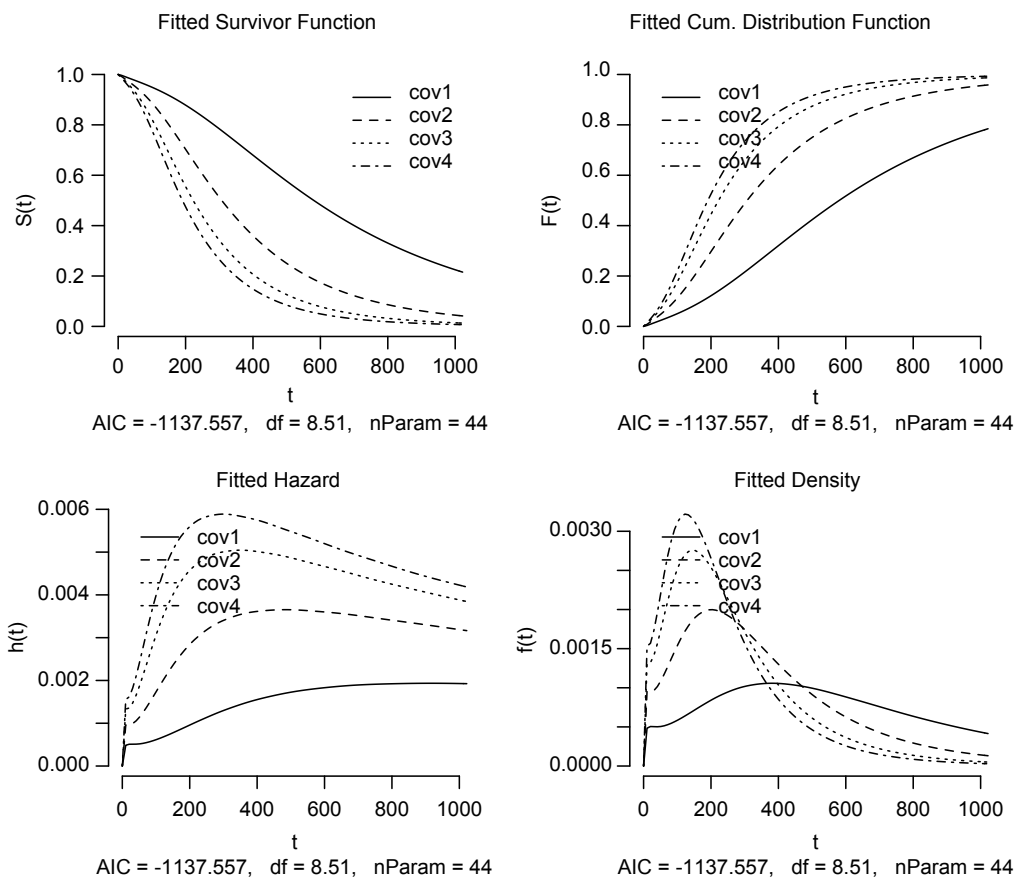 Fitted Survivor Function
S(t)
1.0
0.8
0.6
0.4
0.2
0.0
cov1
cov2
cov3
cov4
0 200 400 600 800 1000
t
AIC = -1137.557, df = 8.51, nParam = 44
Fitted Cum. Distribution Function
F(t)
1.0
0.8
0.6
0.4
0.2
0.0
cov1
cov2
cov3
cov4
0 200 400 600 800 1000
t
AIC = -1137.557, df = 8.51, nParam = 44
Fitted Hazard
h(t)
0.006
0.004
0.002
0.000
cov1
cov2
cov3
cov4
0 200 400 600 800 1000
t
AIC = -1137.557, df = 8.51, nParam = 44
Fitted Density
f(t)
0.0030
0.0015
0.0000
cov1
cov2
cov3
cov4
0 200 400 600 800 1000
t
AIC = -1137.557, df = 8.51, nParam = 44